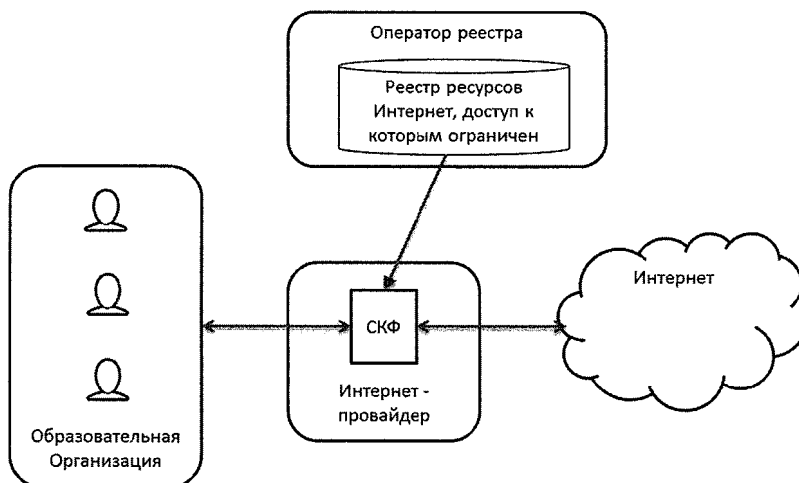 Оператор реестра
Реестр ресурсов
Интернет, доступ к
которым ограничен
Интернет
СКФ
Интернет -
провайдер
Образовательная
Организация